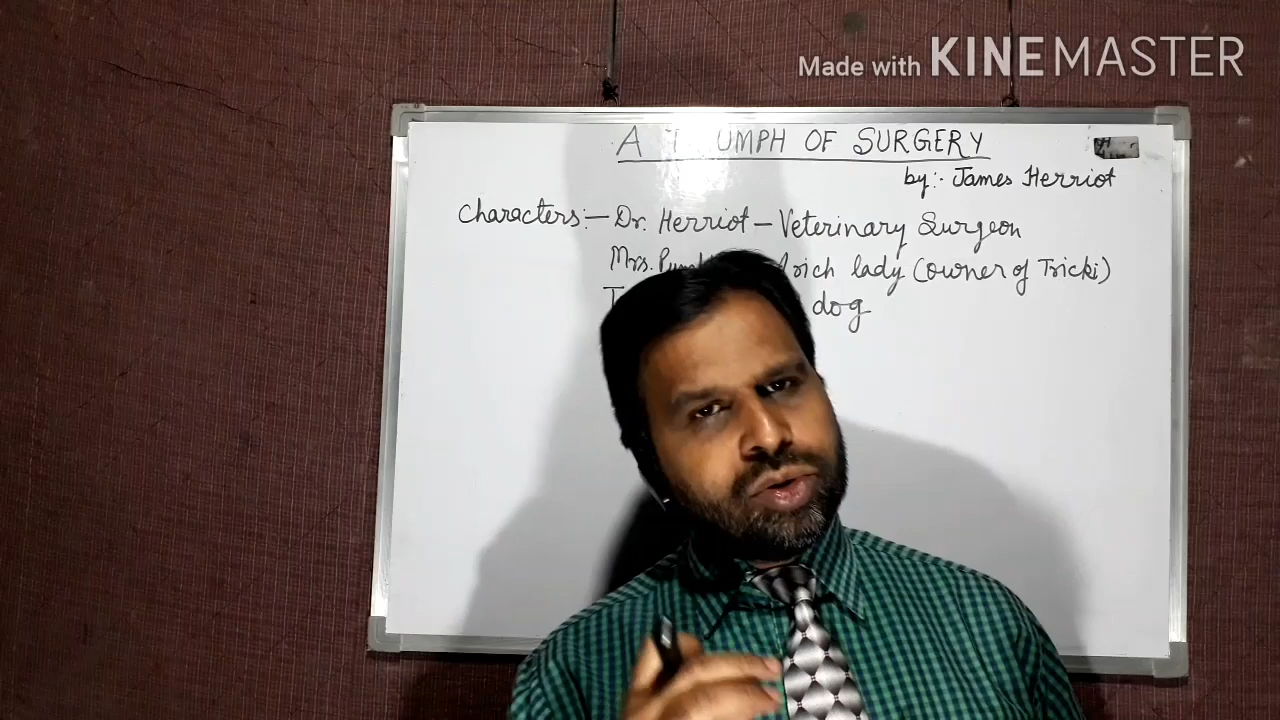 Made with KINEMASTER
A T UMPH OF SURGERY
by:- James Herriot
Characters:- Dr. Herriot - Veterinary Surgeon
Mrs. rich lady (owner of Tricki)
dog